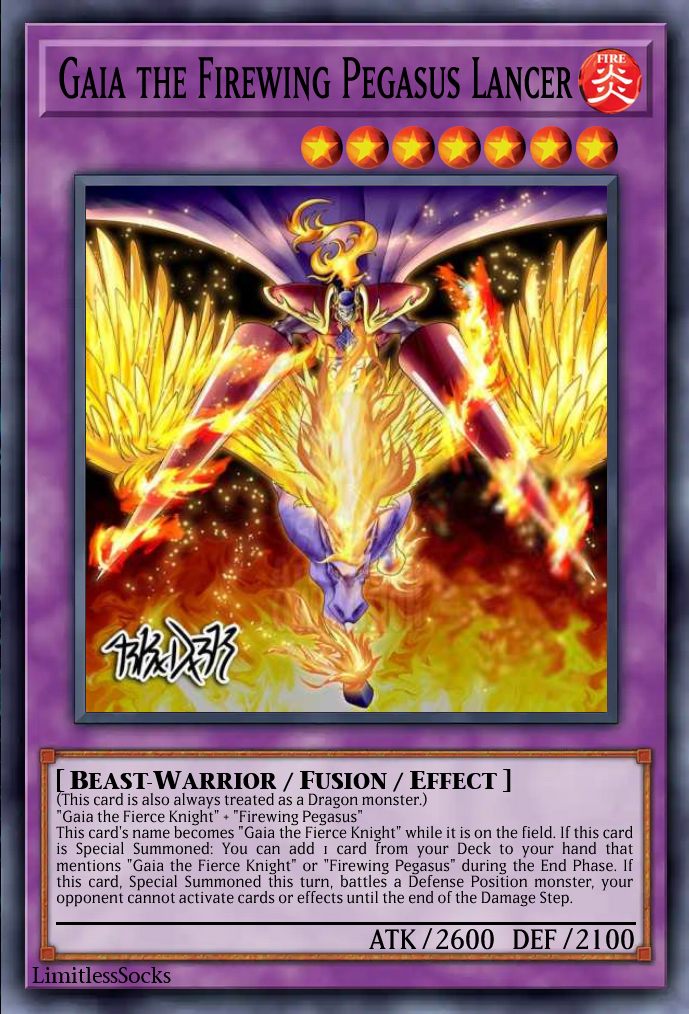 Gaia the Firewing Pegasus Lancer
FIRE
炎
[ Beast-Warrior / Fusion / Effect ]
(This card is also always treated as a Dragon monster.)
"Gaia the Fierce Knight" + "Firewing Pegasus"
This card's name becomes "Gaia the Fierce Knight" while it is on the field. If this card
is Special Summoned: You can add 1 card from your Deck to your hand that
mentions "Gaia the Fierce Knight" or "Firewing Pegasus" during the End Phase. If
this card, Special Summoned this turn, battles a Defense Position monster, your
opponent cannot activate cards or effects until the end of the Damage Step.
ATK/2600 DEF/2100
LimitlessSocks